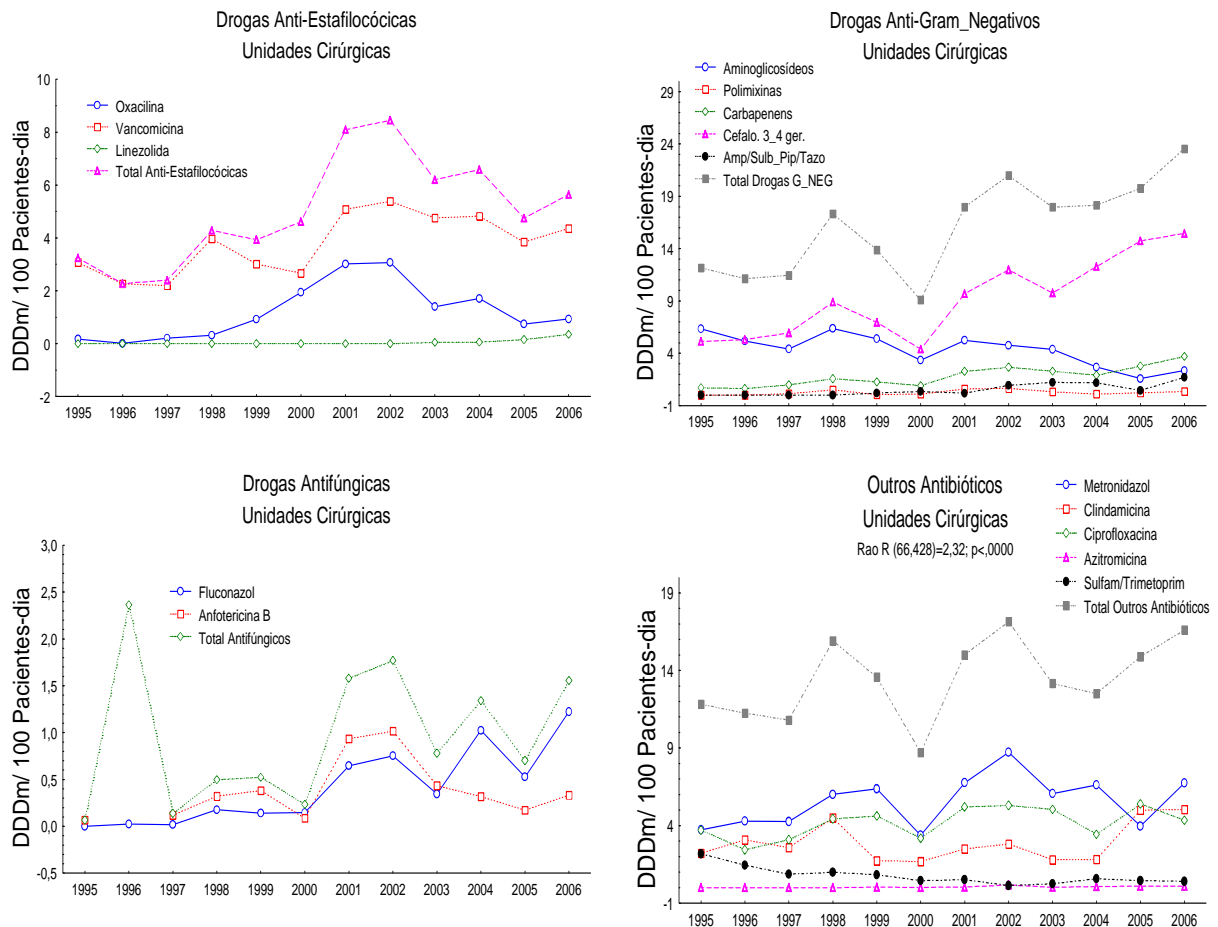 Drogas Anti-Estafilocócicas
Unidades Cirúrgicas
DDDm/ 100 Pacientes-dia
10
8
6
4
2
0
-2
Oxacilina
Vancomicina
Linezolida
Total Anti-Estafilocócicas
1995 1996 1997 1998 1999 2000 2001 2002 2003 2004 2005 2006
Drogas Anti-Gram_Negativos
Unidades Cirúrgicas
DDDm/ 100 Pacientes-dia
29
24
19
14
9
4
-1
Aminoglicosídeos
Polimixinas
Carbapenens
Cefalo. 3_4 ger.
Amp/Sulb_Pip/Tazo
Total Drogas G_NEG
1995 1996 1997 1998 1999 2000 2001 2002 2003 2004 2005 2006
Drogas Antifúngicas
Unidades Cirúrgicas
DDDm/ 100 Pacientes-dia
3,0
2,5
2,0
1,5
1,0
0,5
0,0
-0,5
Fluconazol
Anfotericina B
Total Antifúngicos
1995 1996 1997 1998 1999 2000 2001 2002 2003 2004 2005 2006
Outros Antibióticos
Unidades Cirúrgicas
Rao R (66,428)=2,32; p<,0000
DDDm/ 100 Pacientes-dia
19
14
9
4
-1
Metronidazol
Clindamicina
Ciprofloxacina
Azitromicina
Sulfam/Trimetoprim
Total Outros Antibióticos
1995 1996 1997 1998 1999 2000 2001 2002 2003 2004 2005 2006